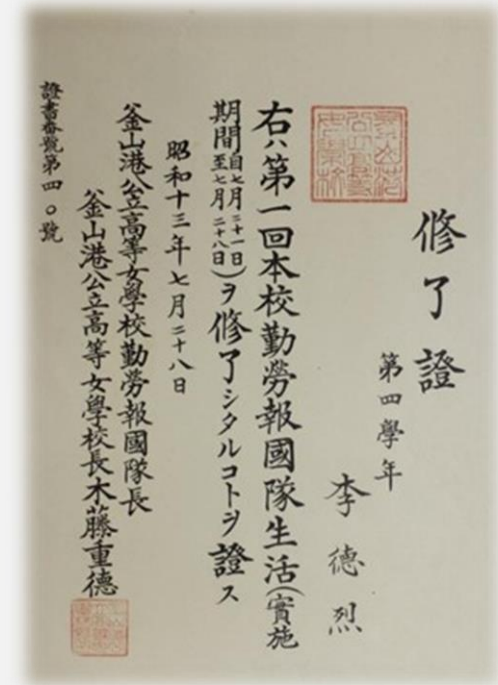 修了證
第四學年
李德烈
右ハ第一回本校勤勞報國隊生活(實施
期間自七月二十一日至七月二十八日)ヲ修了シタルコトヲ證ス
昭和十三年七月二十八日
釜山港公立高等女學校勤勞報國隊長
釜山港公立高等女學校長木藤重德
證書番號第四〇號